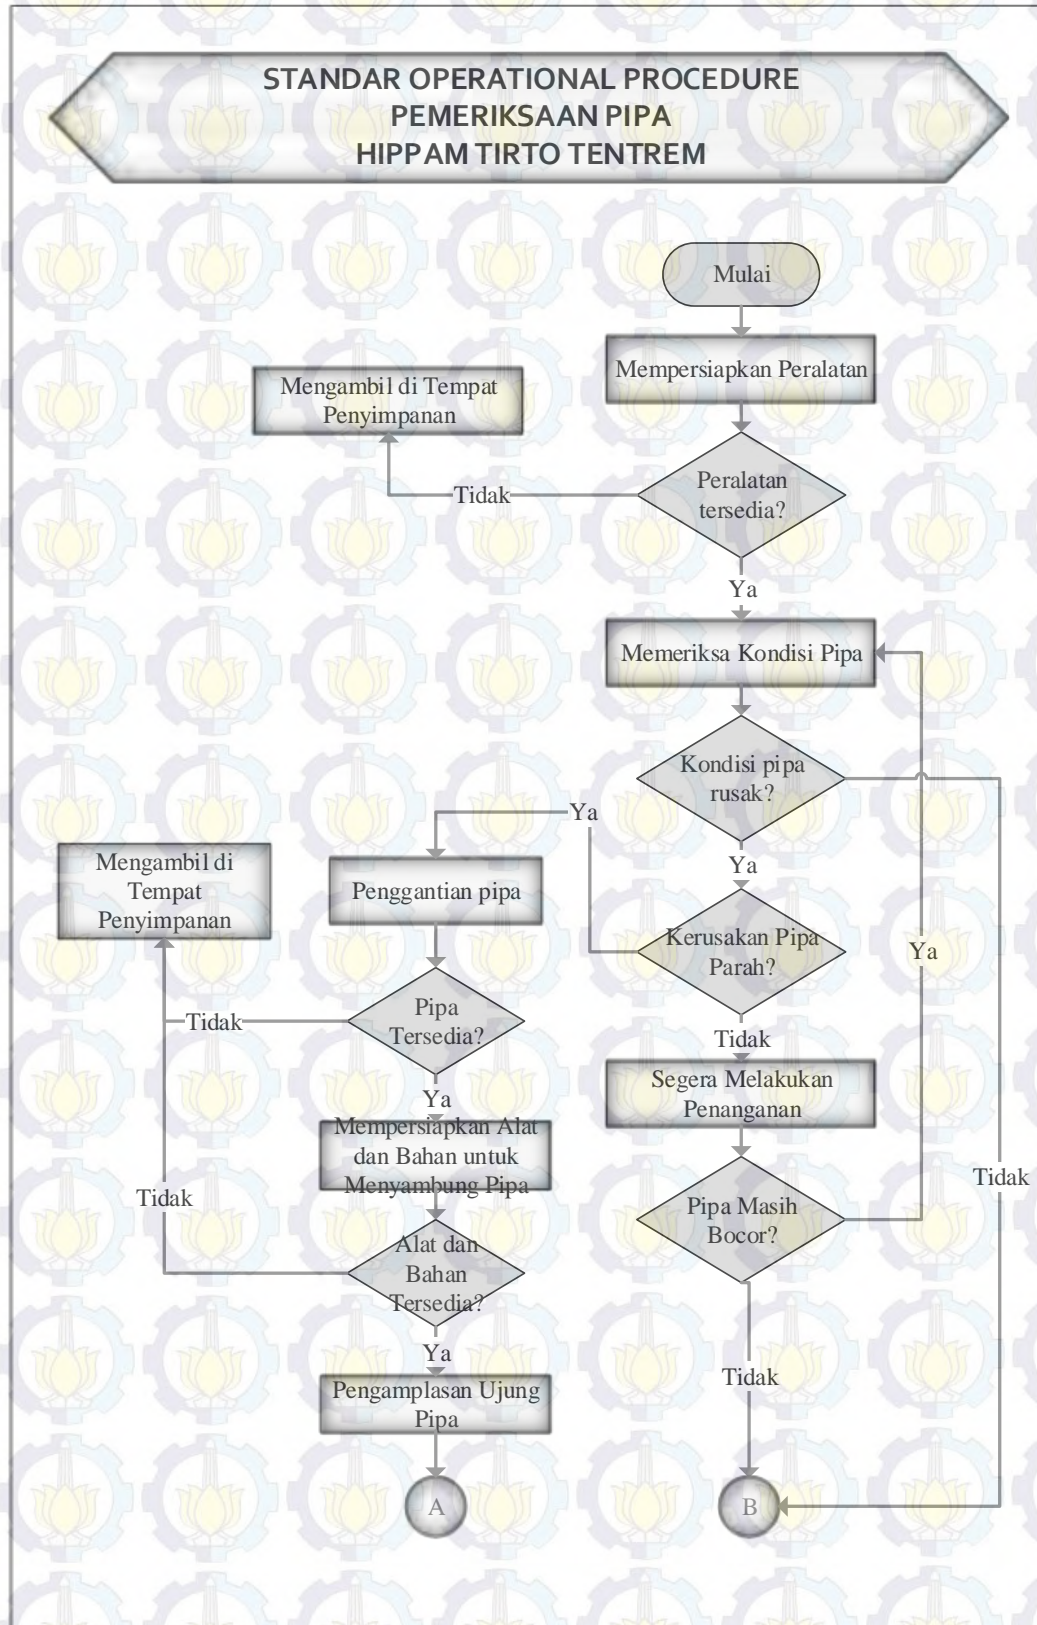 STANDAR OPERATIONAL PROCEDURE
PEMERIKSAAN PIPA
HIPPAM TIRTO TENTREM
Mulai
Mempersiapkan Peralatan
Mengambil di Tempat
Penyimpanan
Peralatan
tersedia?
Tidak
Ya
Memeriksa Kondisi Pipa
Kondisi pipa
rusak?
Ya
Ya
Mengambil di
Tempat
Penyimpanan
Penggantian pipa
Kerusakan Pipa
Parah?
Ya
Pipa
Tersedia?
Tidak
Tidak
Ya
Segera Melakukan
Penanganan
Mempersiapkan Alat
dan Bahan untuk
Menyambung Pipa
Tidak
Tidak
Pipa Masih
Bocor?
Alat dan
Bahan
Tersedia?
Ya
Tidak
Pengamplasan Ujung
Pipa
A
B